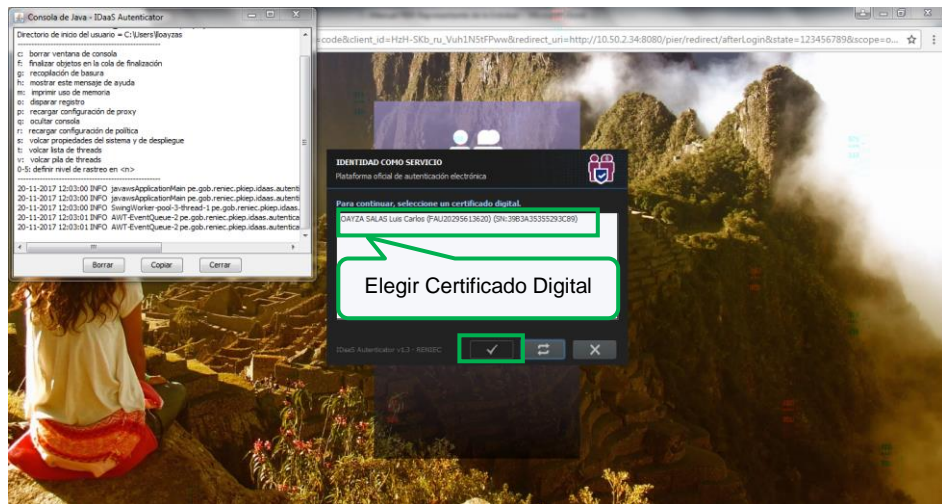 Consola de Java - IDaaS Autenticator
Directorio de inicio del usuario = C:\Users\lloayzas
c: borrar ventana de consola
f: finalizar objetos en la cola de finalización
g: recopilación de basura
h: mostrar este mensaje de ayuda
m: imprimir uso de memoria
o: disparar registro
p: recargar configuración de proxy
q: ocultar consola
r: recargar configuración de política
s: volcar propiedades del sistema y de despliegue
t: volcar lista de threads
v: volcar pila de threads
0-5: definir nivel de rastreo en <n>
20-11-2017 12:03:00 INFO javawsApplicationMain pe.gob.reniec.pkiep.idaas.autenti
20-11-2017 12:03:00 INFO javawsApplicationMain pe.gob.reniec.pkiep.idaas.autenti
20-11-2017 12:03:00 INFO SwingWorker-pool-3-thread-1 pe.gob.reniec.pkiep.idaas.
20-11-2017 12:03:01 INFO AWT-EventQueue-2 pe.gob.reniec.pkiep.idaas.autentica
20-11-2017 12:03:01 INFO AWT-EventQueue-2 pe.gob.reniec.pkiep.idaas.autentica
Borrar Copiar Cerrar
=code&client_id=HzH-SKb_ru_Vuh1N5tFPww&redirect_uri=http://10.50.2.34:8080/pier/redirect/afterLogin&state=123456789&scope=o...
IDENTIDAD COMO SERVICIO
Plataforma oficial de autenticación electrónica
Para continuar, seleccione un certificado digital.
OAYZA SALAS Luis Carlos (FAU20295613620) (SN:39B3A35355293C89)
Elegir Certificado Digital
IDaaS Autenticator v1.3 - RENIEC